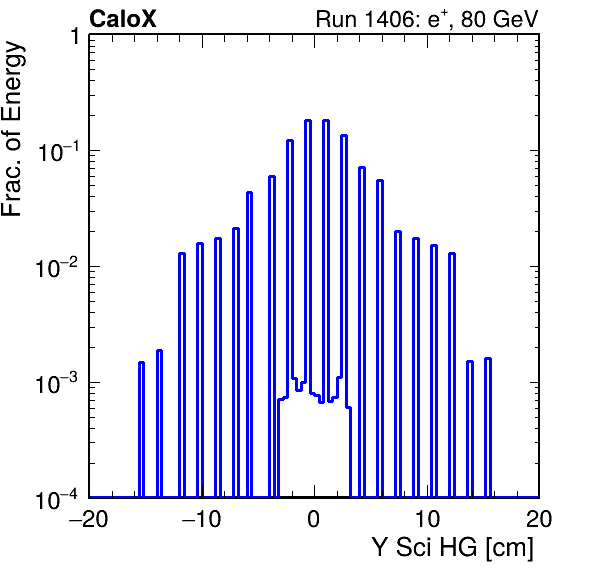 CaloX Run 1406: e⁺, 80 GeV
Frac. of Energy
1
10⁻¹
10⁻²
10⁻³
10⁻⁴
−20 −10 0 10 20
Y Sci HG [cm]